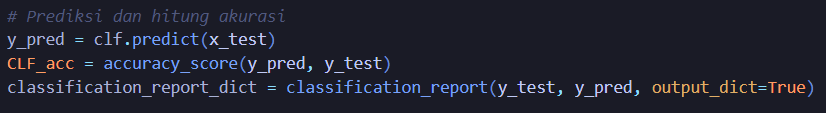 # Prediksi dan hitung akurasi
y_pred = clf.predict(x_test)
CLF_acc = accuracy_score(y_pred, y_test)
classification_report_dict = classification_report(y_test, y_pred, output_dict=True)